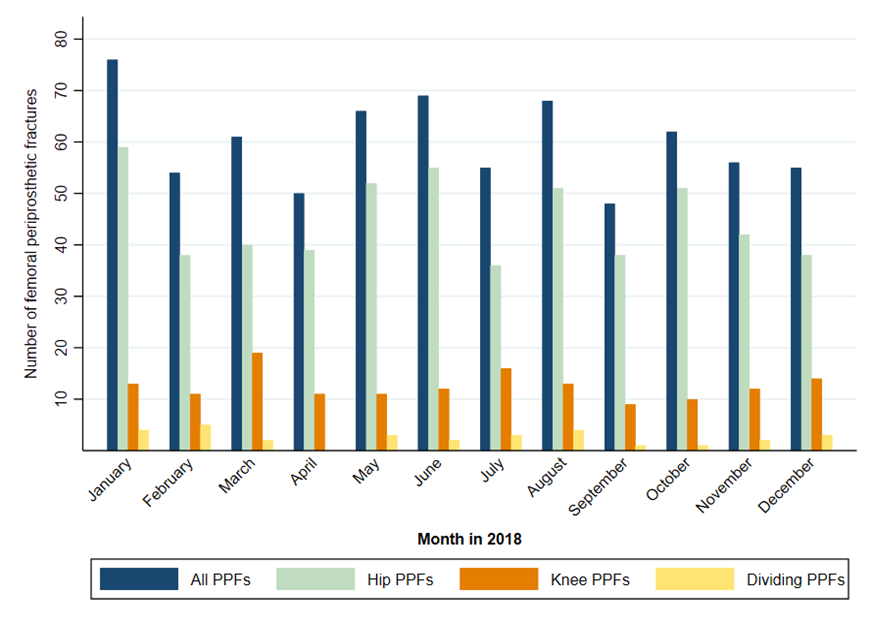 Number of femoral periprosthetic fractures
80
70
60
50
40
30
20
10
January
February
March
April
May
June
July
August
September
October
November
December
Month in 2018
All PPFs
Hip PPFs
Knee PPFs
Dividing PPFs